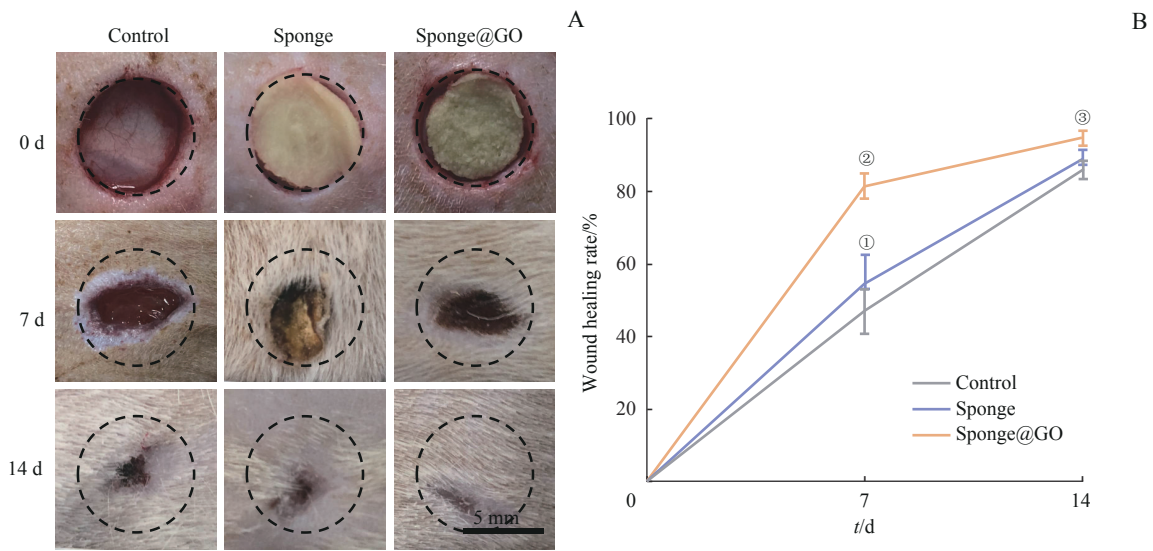 A
Control Sponge Sponge@GO
0 d
7 d
14 d
5 mm
B
Wound healing rate/%
100
80
60
40
20
0
7
14
t/d
①
②
③
Control
Sponge
Sponge@GO